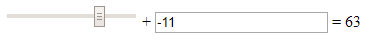 + -11 = 63